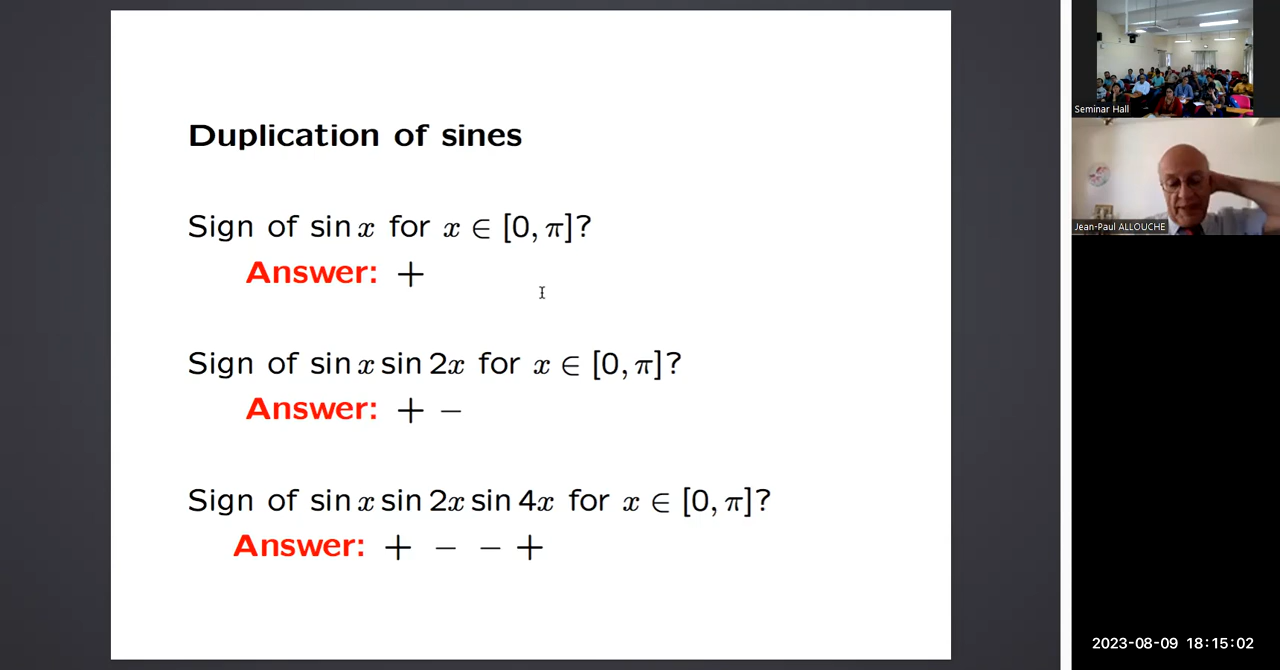 Duplication of sines
Sign of sin x for x ∈ [0, π]?
Answer: +
Sign of sin x sin 2x for x ∈ [0, π]?
Answer: + −
Sign of sin x sin 2x sin 4x for x ∈ [0, π]?
Answer: + − − +
Seminar Hall
Jean-Paul ALLOUCHE
2023-08-09 18:15:02